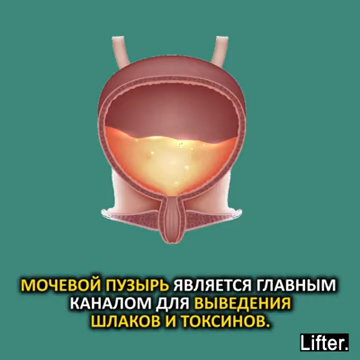 МОЧЕВОЙ ПУЗЫРЬ ЯВЛЯЕТСЯ ГЛАВНЫМ
КАНАЛОМ ДЛЯ ВЫВЕДЕНИЯ
ШЛАКОВ И ТОКСИНОВ.
Lifter.